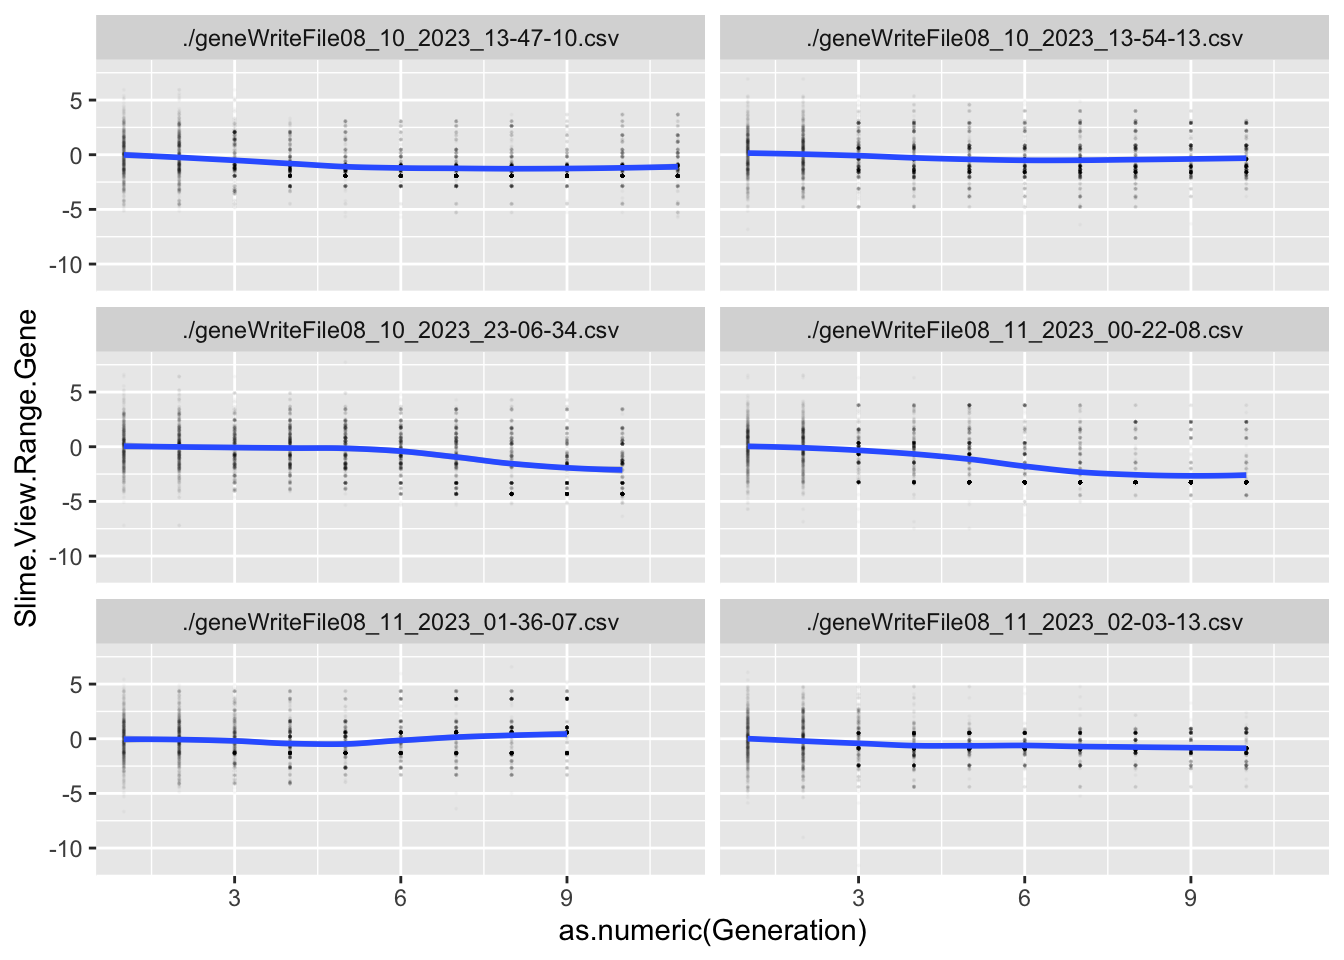 ./geneWriteFile08_10_2023_13-47-10.csv
./geneWriteFile08_10_2023_13-54-13.csv
5
0
-5
-10
./geneWriteFile08_10_2023_23-06-34.csv
./geneWriteFile08_11_2023_00-22-08.csv
5
0
-5
-10
Slime.View.Range.Gene
./geneWriteFile08_11_2023_01-36-07.csv
./geneWriteFile08_11_2023_02-03-13.csv
5
0
-5
-10
3 6 9 3 6 9
as.numeric(Generation)